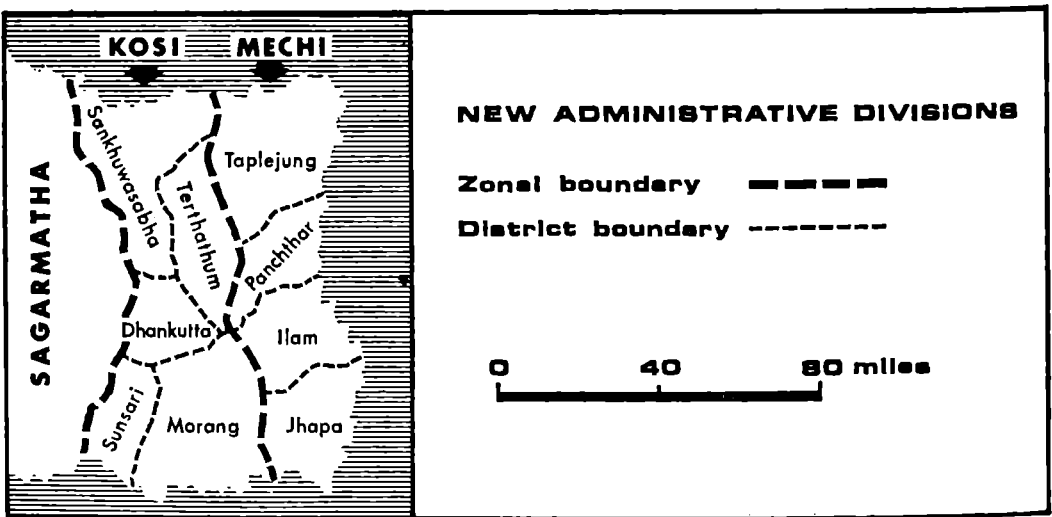 KOSI MECHI
SAGARMATHA
Sankhuwasabha
Terthathum
Taplejung
Panchthar
Dhankutta
Ilam
Sunsari
Morang
Jhapa
NEW ADMINISTRATIVE DIVISIONS
Zonal boundary
District boundary
0 40 80 miles